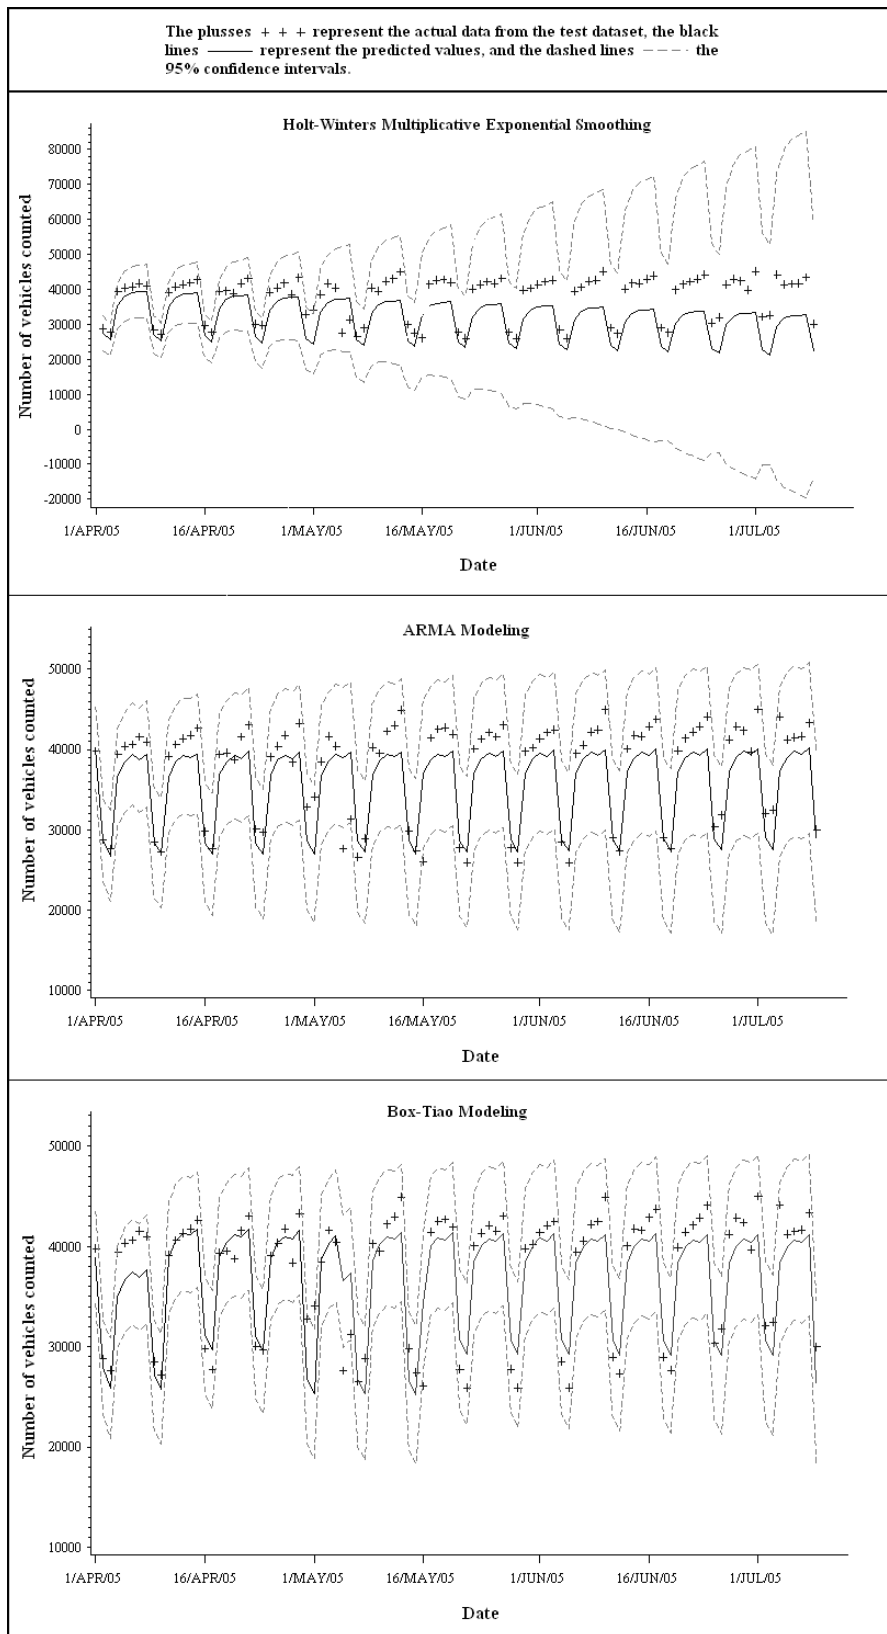 The plusses + + + represent the actual data from the test dataset, the black
lines ——— represent the predicted values, and the dashed lines – – – – the
95% confidence intervals.
Holt-Winters Multiplicative Exponential Smoothing
Number of vehicles counted
80000
70000
60000
50000
40000
30000
20000
10000
0
-10000
-20000
1/APR/05 16/APR/05 1/MAY/05 16/MAY/05 1/JUN/05 16/JUN/05 1/JUL/05
Date
ARMA Modeling
Number of vehicles counted
50000
40000
30000
20000
10000
1/APR/05 16/APR/05 1/MAY/05 16/MAY/05 1/JUN/05 16/JUN/05 1/JUL/05
Date
Box-Tiao Modeling
Number of vehicles counted
50000
40000
30000
20000
10000
1/APR/05 16/APR/05 1/MAY/05 16/MAY/05 1/JUN/05 16/JUN/05 1/JUL/05
Date